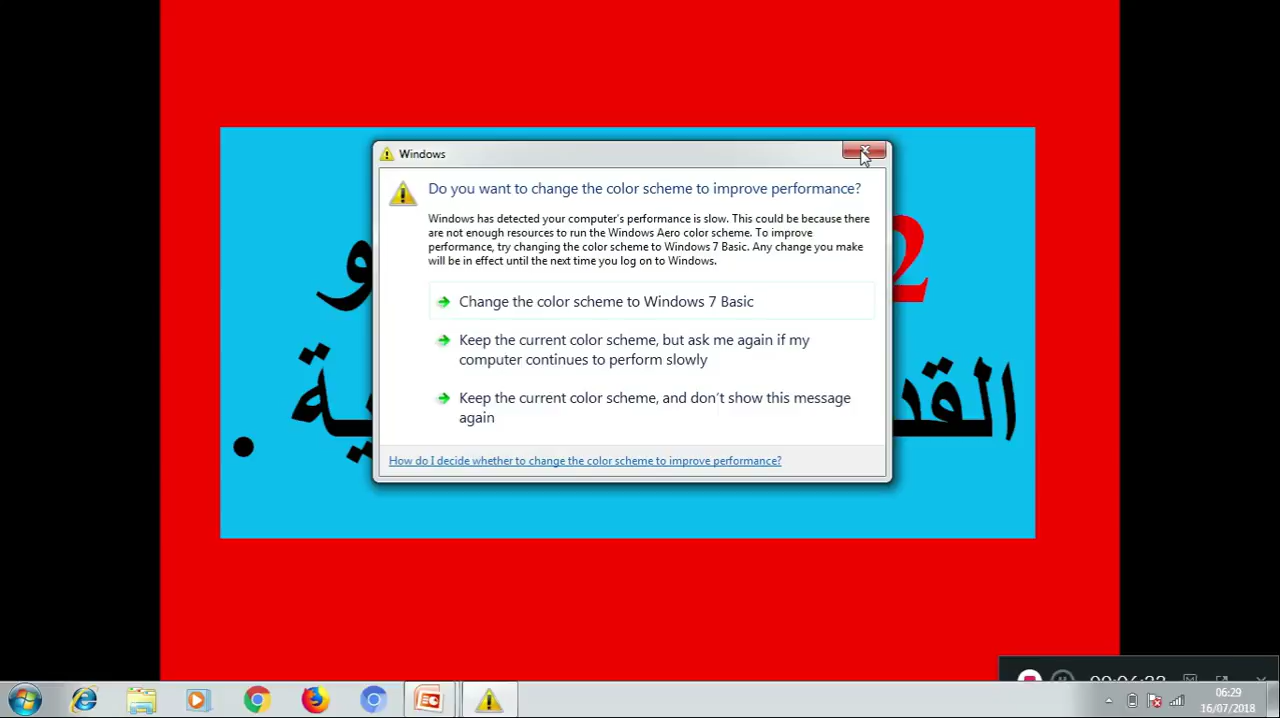 Windows
Do you want to change the color scheme to improve performance?
Windows has detected your computer's performance is slow. This could be because there
are not enough resources to run the Windows Aero color scheme. To improve
performance, try changing the color scheme to Windows 7 Basic. Any change you make
will be in effect until the next time you log on to Windows.
Change the color scheme to Windows 7 Basic
Keep the current color scheme, but ask me again if my
computer continues to perform slowly
Keep the current color scheme, and don't show this message
again
How do I decide whether to change the color scheme to improve performance?
2
و
06:29
16/07/2018